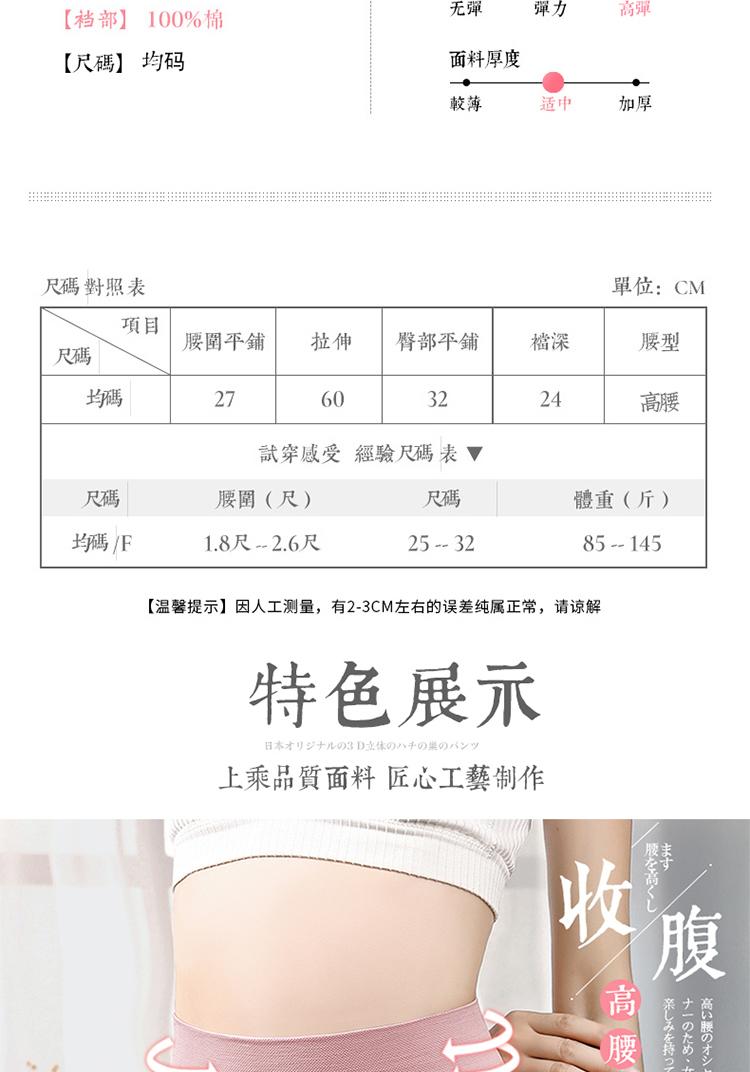 【裆部】 100%棉
【尺碼】 均码
无彈 彈力 高彈
面料厚度
較薄 适中 加厚
尺碼對照表 單位：CM
項目
尺碼
腰圍平鋪 拉伸 臀部平鋪 襠深 腰型
均碼 27 60 32 24 高腰
試穿感受 經驗尺碼表▼
尺碼 腰圍（尺） 尺碼 體重（斤）
均碼/F 1.8尺--2.6尺 25--32 85--145
【温馨提示】因人工测量，有2-3CM左右的误差纯属正常，请谅解
特色展示
日本オリジナルの3D立体のハチの巣のパンツ
上乘品質面料 匠心工藝制作
ます
腰を高くし
收
腹
高腰
高い腰のオシ
ナーのため、
親しみを持って